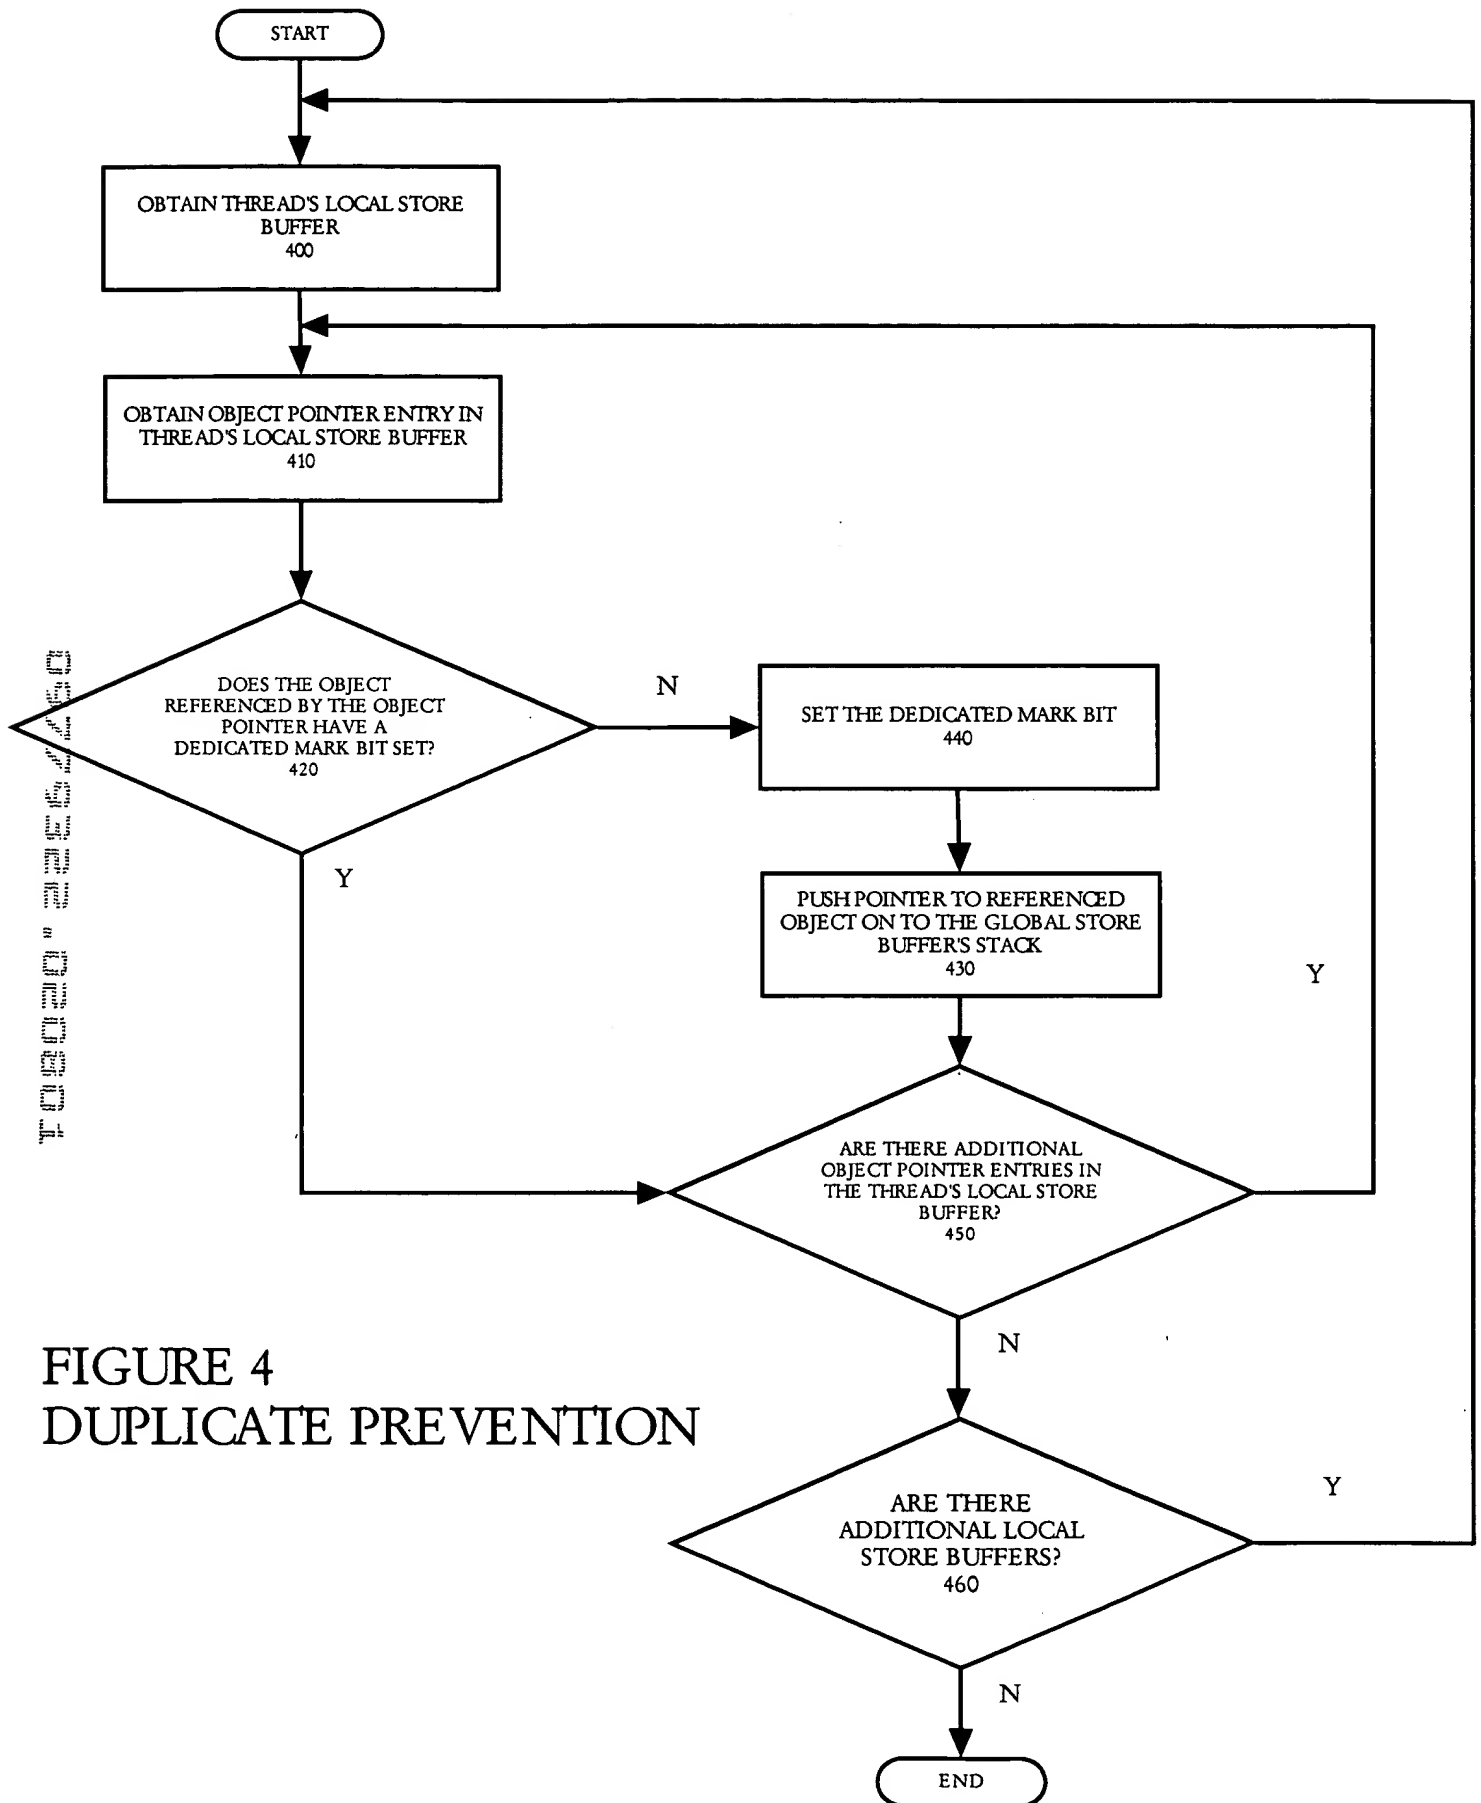 START
OBTAIN THREAD'S LOCAL STORE
BUFFER
400
OBTAIN OBJECT POINTER ENTRY IN
THREAD'S LOCAL STORE BUFFER
410
DOES THE OBJECT
REFERENCED BY THE OBJECT
POINTER HAVE A
DEDICATED MARK BIT SET?
420
N
SET THE DEDICATED MARK BIT
440
Y
PUSH POINTER TO REFERENCED
OBJECT ON TO THE GLOBAL STORE
BUFFER'S STACK
430
Y
ARE THERE ADDITIONAL
OBJECT POINTER ENTRIES IN
THE THREAD'S LOCAL STORE
BUFFER?
450
N
FIGURE 4
DUPLICATE PREVENTION
ARE THERE
ADDITIONAL LOCAL
STORE BUFFERS?
460
Y
N
END